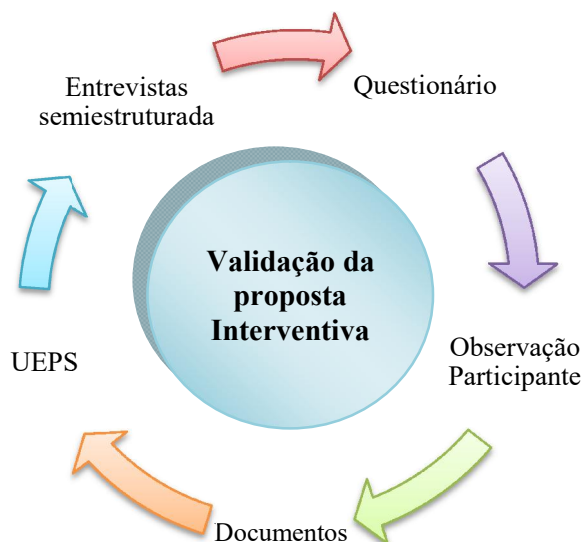 Entrevistas
semiestruturada
Questionário
Validação da
proposta
Interventiva
Observação
Participante
UEPS
Documentos